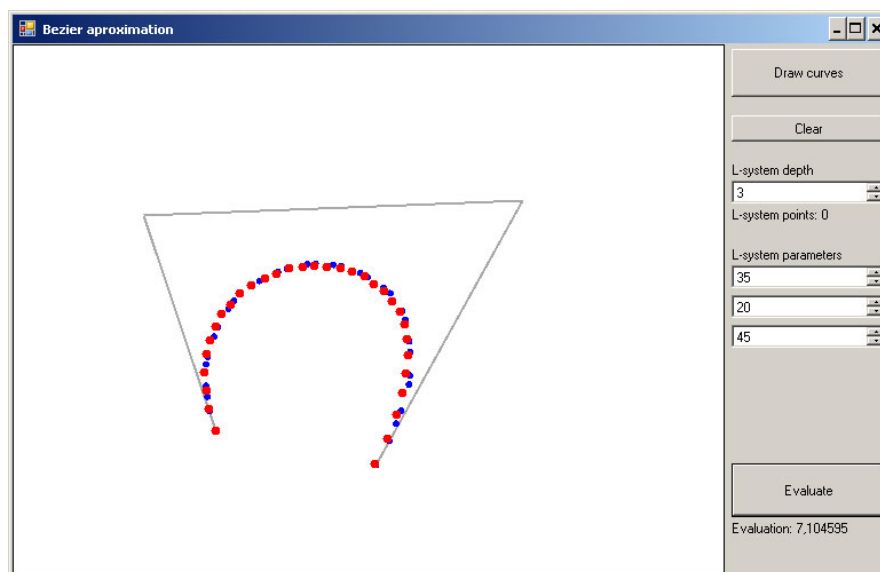 Bezier aproximation
Draw curves
Clear
L-system depth
3
L-system points: 0
L-system parameters
35
20
45
Evaluate
Evaluation: 7,104595